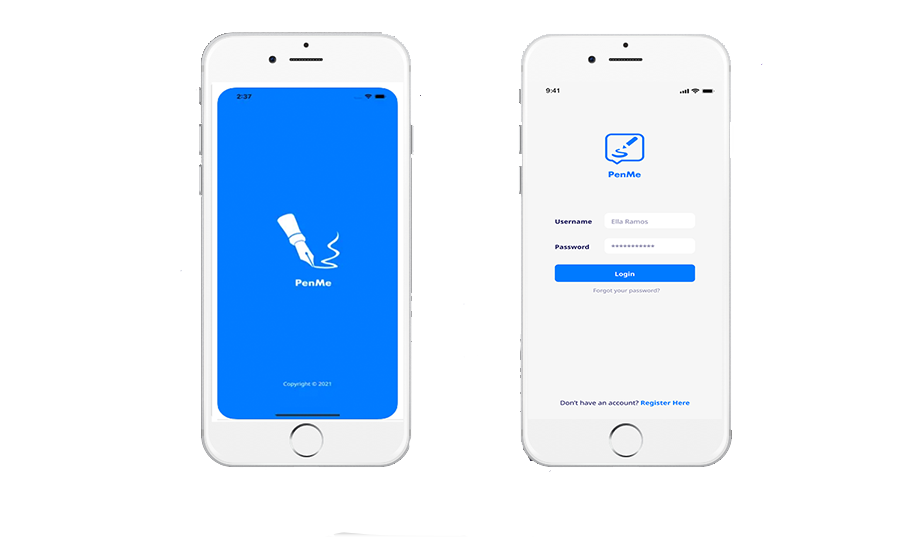 2:37
PenMe
Copyright © 2021
9:41
PenMe
Username Ella Ramos
Password ***********
Login
Forgot your password?
Don't have an account? Register Here